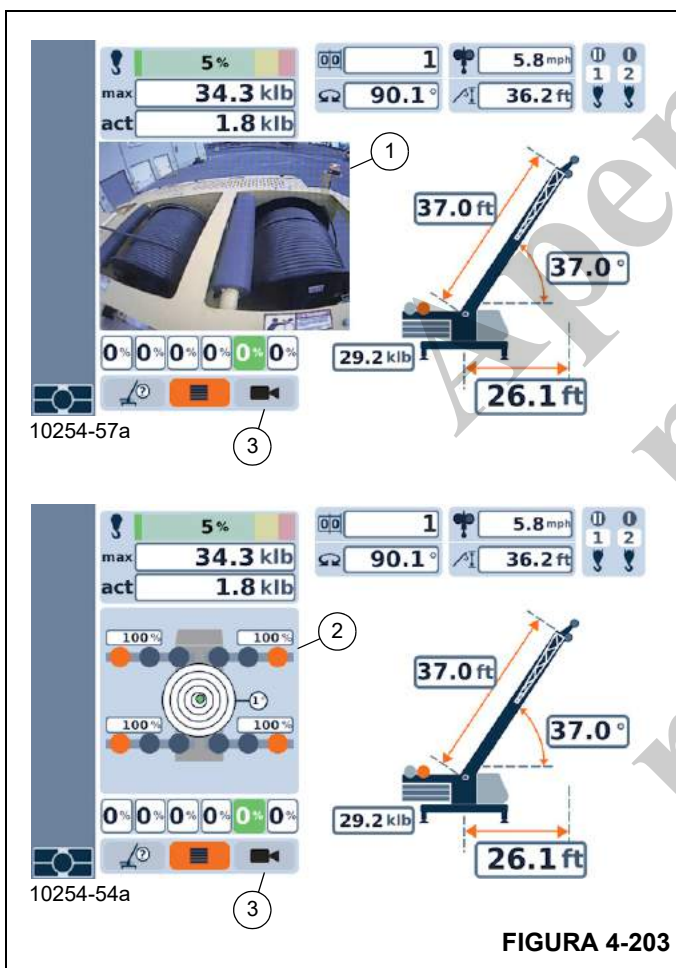 5%
max 34.3 klb
act 1.8 klb
00 1
5.8 mph
90.1°
36.2 ft
1 2
1
37.0 ft
37.0 °
29.2 klb
26.1 ft
0% 0% 0% 0% 0% 0%
?
10254-57a
3
5%
max 34.3 klb
act 1.8 klb
00 1
5.8 mph
90.1°
36.2 ft
1 2
100 % 100 %
2
1°
100 % 100 %
37.0 ft
37.0 °
29.2 klb
26.1 ft
0% 0% 0% 0% 0% 0%
?
10254-54a
3
FIGURA 4-203